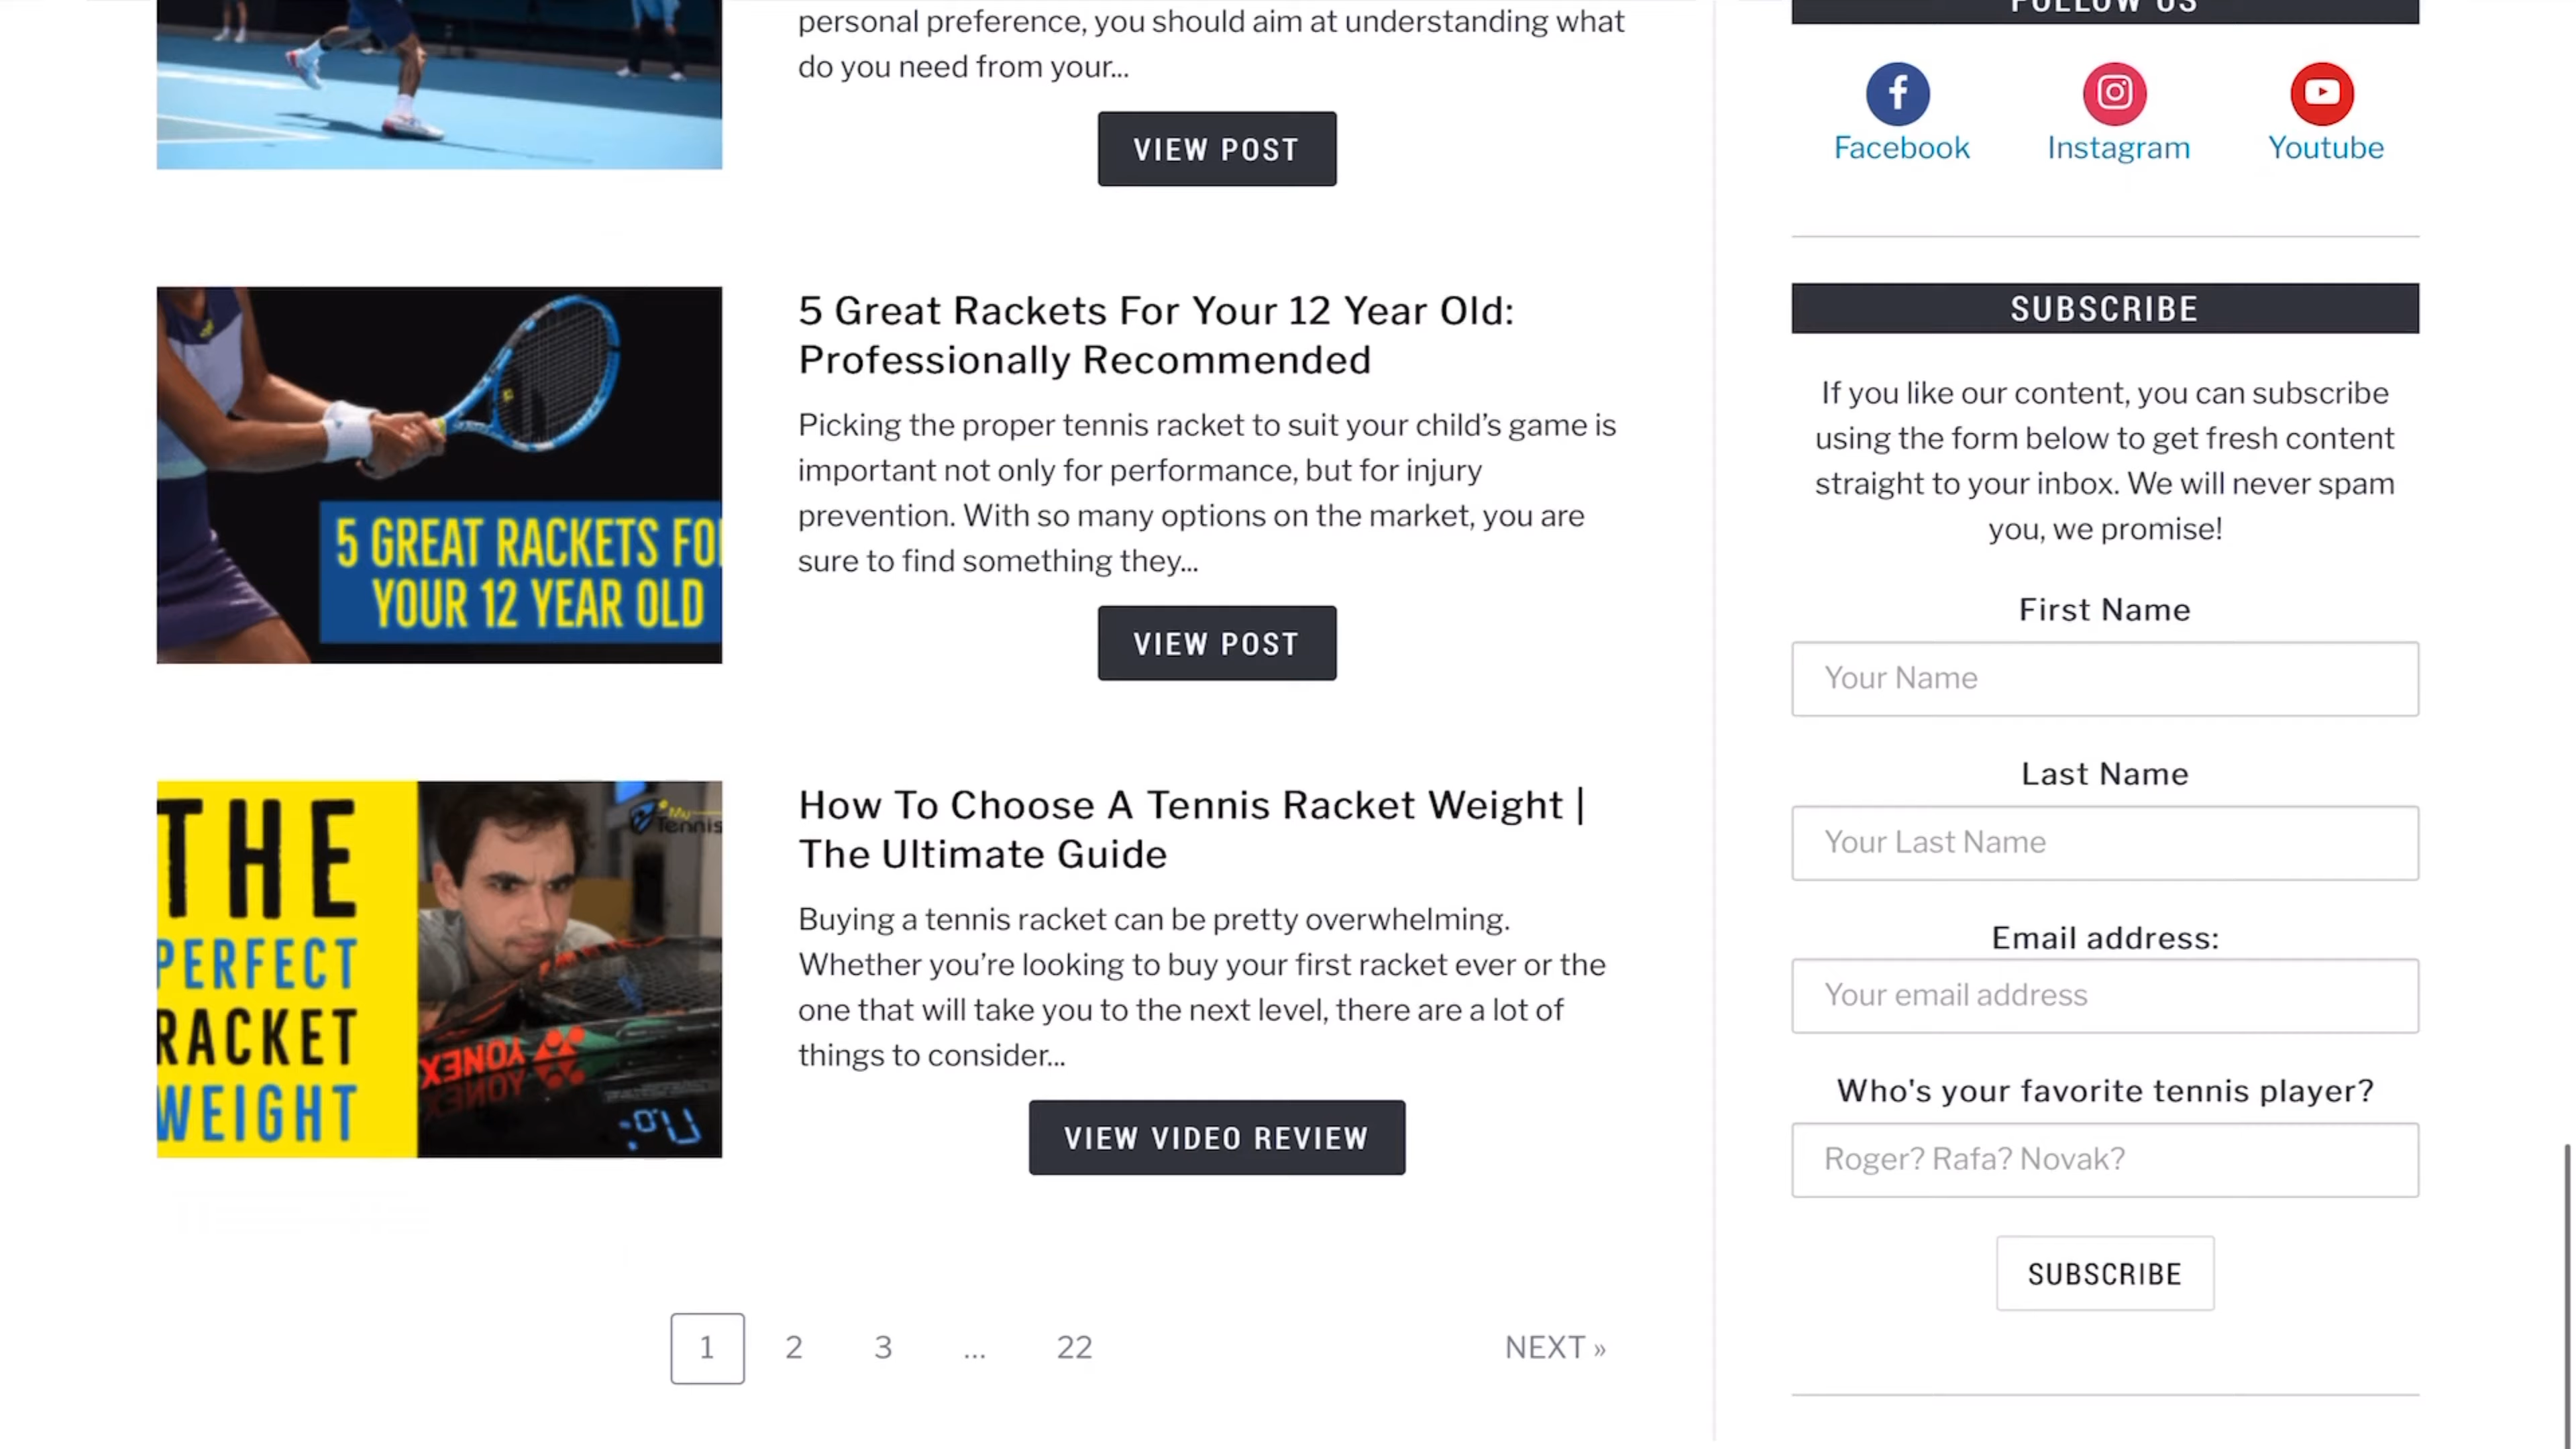 personal preference, you should aim at understanding what
do you need from your...
VIEW POST
5 GREAT RACKETS FO
YOUR 12 YEAR OLD
5 Great Rackets For Your 12 Year Old:
Professionally Recommended
Picking the proper tennis racket to suit your child's game is
important not only for performance, but for injury
prevention. With so many options on the market, you are
sure to find something they...
VIEW POST
THE
PERFECT
RACKET
WEIGHT
My
Tennis
YONEX
How To Choose A Tennis Racket Weight |
The Ultimate Guide
Buying a tennis racket can be pretty overwhelming.
Whether you're looking to buy your first racket ever or the
one that will take you to the next level, there are a lot of
things to consider...
VIEW VIDEO REVIEW
1 2 3 ... 22 NEXT »
FOLLOW US
Facebook Instagram Youtube
SUBSCRIBE
If you like our content, you can subscribe
using the form below to get fresh content
straight to your inbox. We will never spam
you, we promise!
First Name
Your Name
Last Name
Your Last Name
Email address:
Your email address
Who's your favorite tennis player?
Roger? Rafa? Novak?
SUBSCRIBE